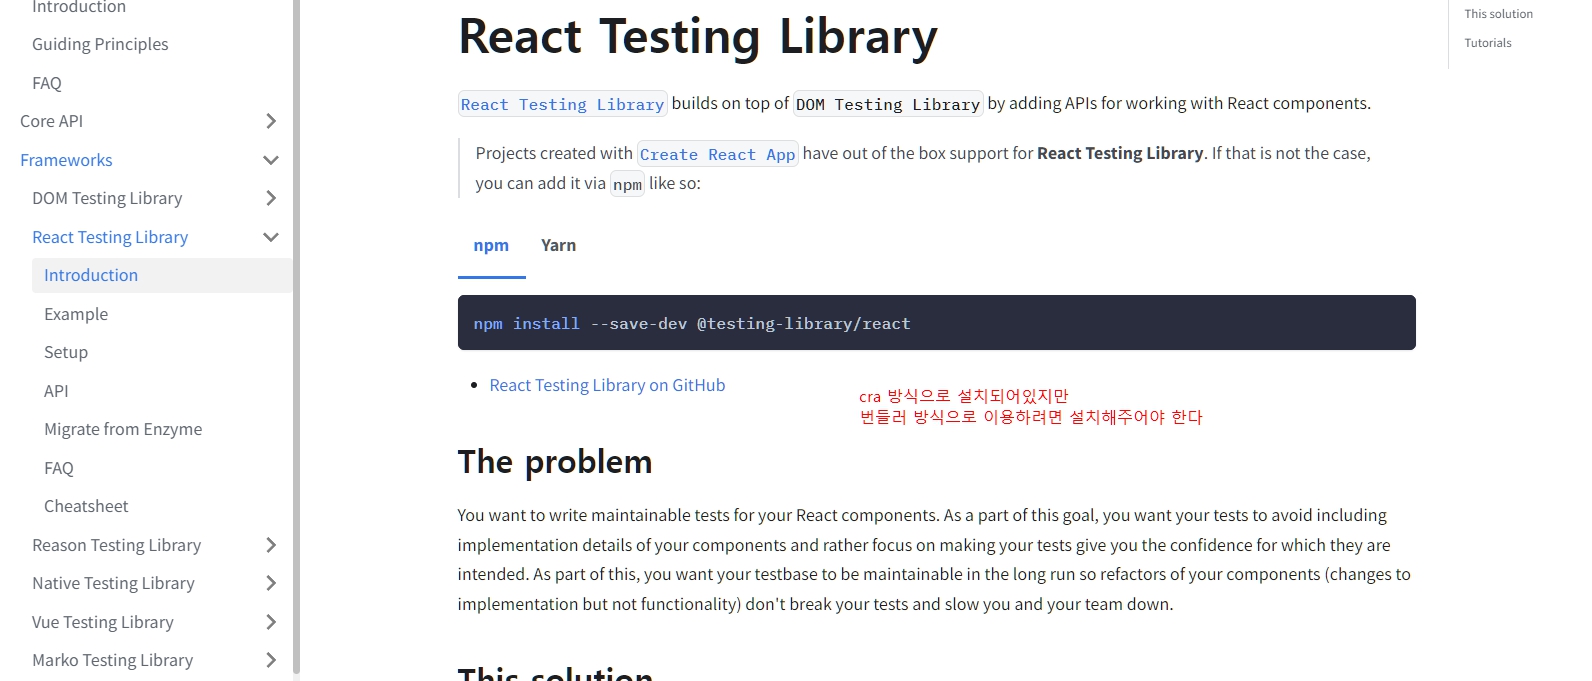 Introduction
Guiding Principles
FAQ
Core API
Frameworks
DOM Testing Library
React Testing Library
Introduction
Example
Setup
API
Migrate from Enzyme
FAQ
Cheatsheet
Reason Testing Library
Native Testing Library
Vue Testing Library
Marko Testing Library
React Testing Library
React Testing Library builds on top of DOM Testing Library by adding APIs for working with React components.
Projects created with Create React App have out of the box support for React Testing Library. If that is not the case,
you can add it via npm like so:
npm Yarn
npm install --save-dev @testing-library/react
React Testing Library on GitHub
cra 방식으로 설치되어있지만
번들러 방식으로 이용하려면 설치해주어야 한다
The problem
You want to write maintainable tests for your React components. As a part of this goal, you want your tests to avoid including
implementation details of your components and rather focus on making your tests give you the confidence for which they are
intended. As part of this, you want your testbase to be maintainable in the long run so refactors of your components (changes to
implementation but not functionality) don't break your tests and slow you and your team down.
This solution
This solution
Tutorials